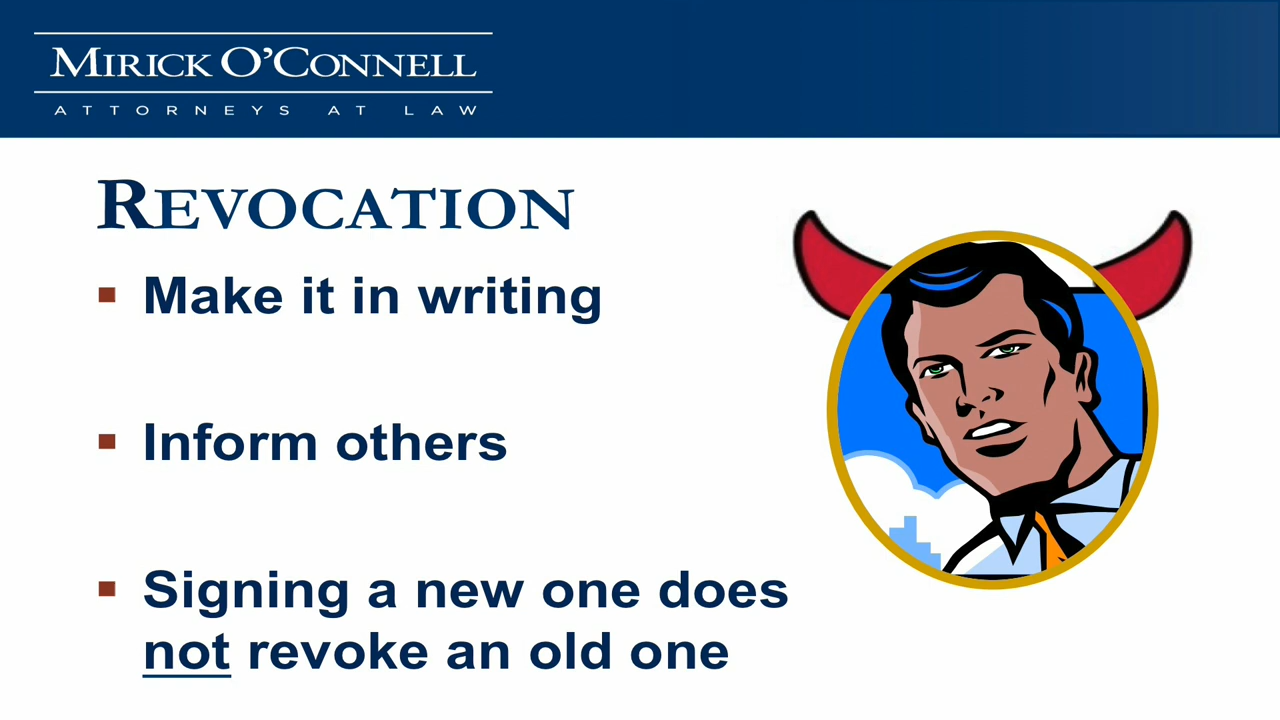 MIRICK O'CONNELL
ATTORNEYS AT LAW
REVOCATION
▪ Make it in writing
▪ Inform others
▪ Signing a new one does
not revoke an old one